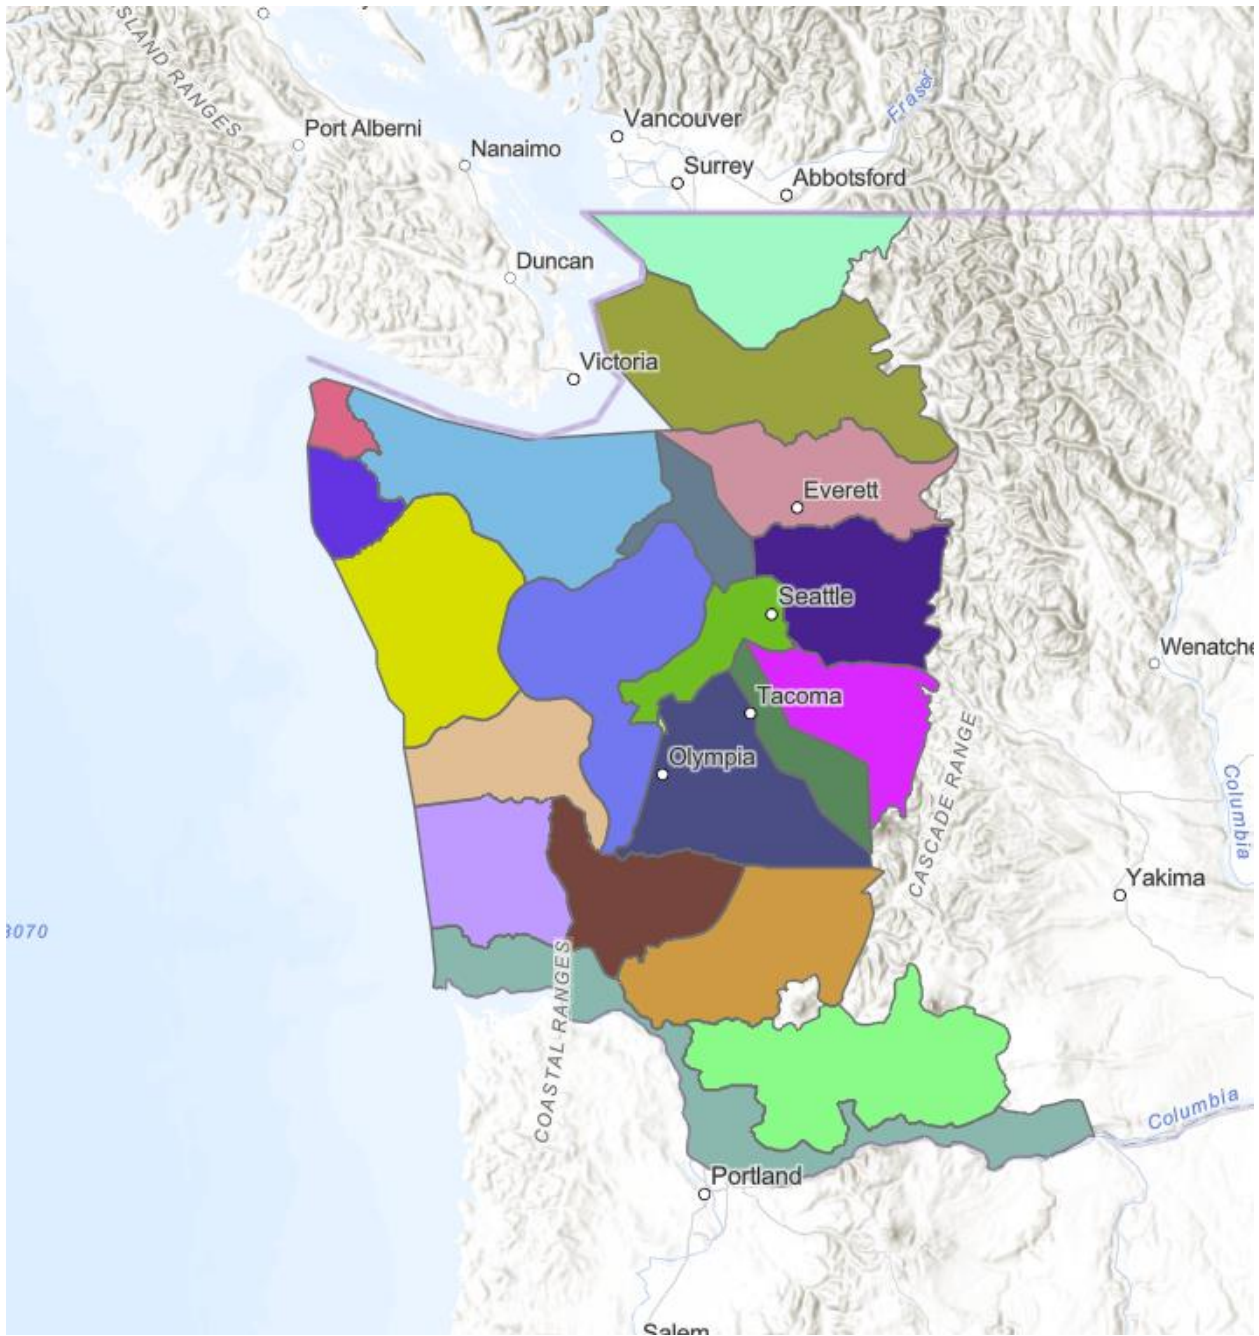 SLAND RANGES
Port Alberni
Nanaimo
Vancouver
Surrey
Abbotsford
Fraser
Duncan
Victoria
Everett
Seattle
Wenatche
Tacoma
Olympia
CASCADE RANGE
Columbia
Yakima
3070
COASTAL RANGES
Columbia
Portland
Salem